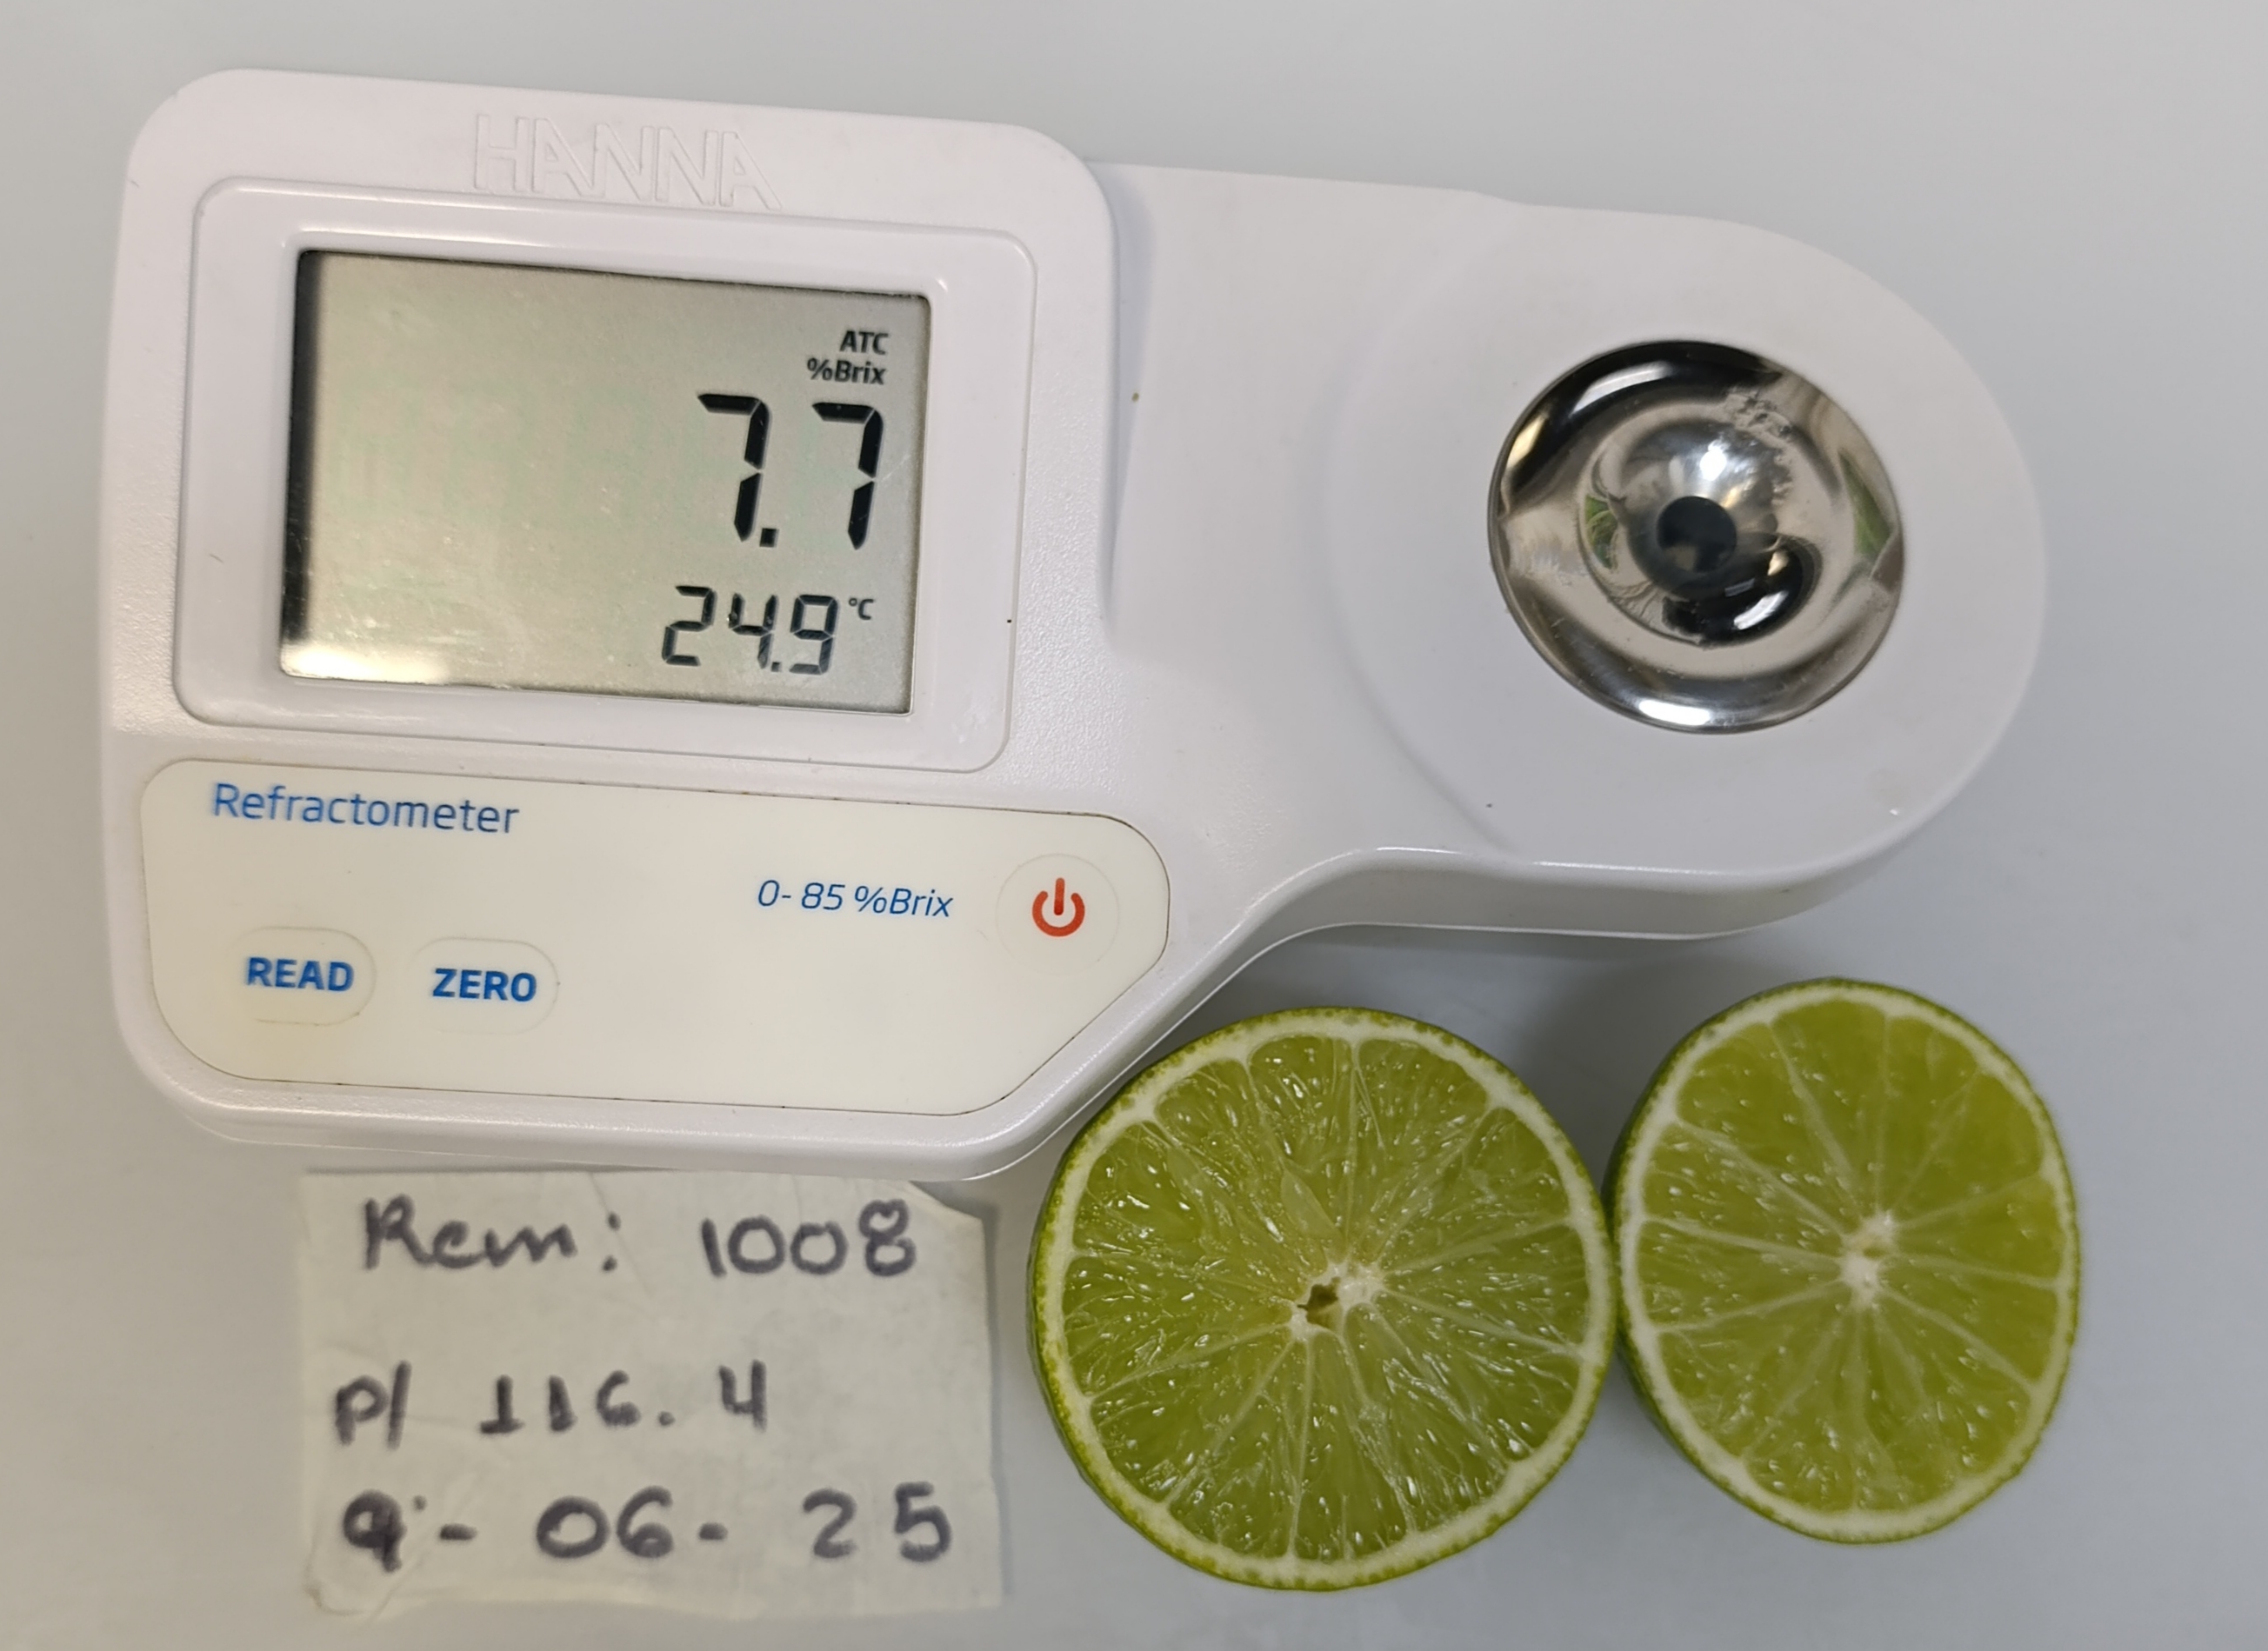 HANNA
ATC
%Brix
7.7
24.9 °C
Refractometer
0-85 %Brix
READ ZERO
Rem: 1008
P/ 116.4
9-06-25